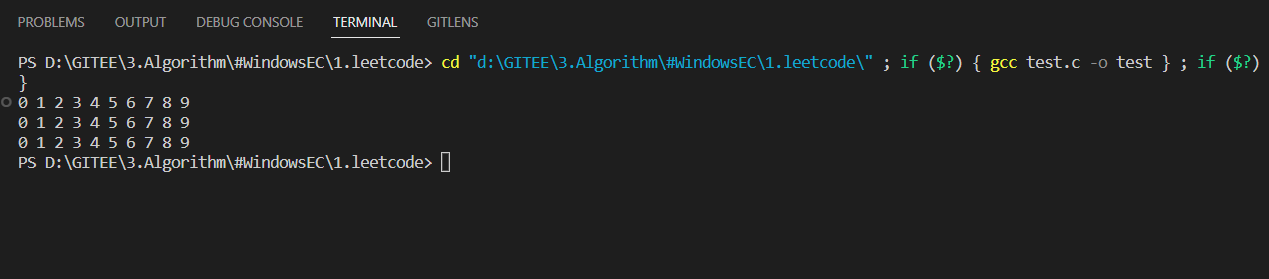 PROBLEMS OUTPUT DEBUG CONSOLE TERMINAL GITLENS
PS D:\GITEE\3.Algorithm\#WindowsEC\1.leetcode> cd "d:\GITEE\3.Algorithm\#WindowsEC\1.leetcode\" ; if ($?) { gcc test.c -o test } ; if ($?)
}
0 1 2 3 4 5 6 7 8 9
0 1 2 3 4 5 6 7 8 9
0 1 2 3 4 5 6 7 8 9
PS D:\GITEE\3.Algorithm\#WindowsEC\1.leetcode>